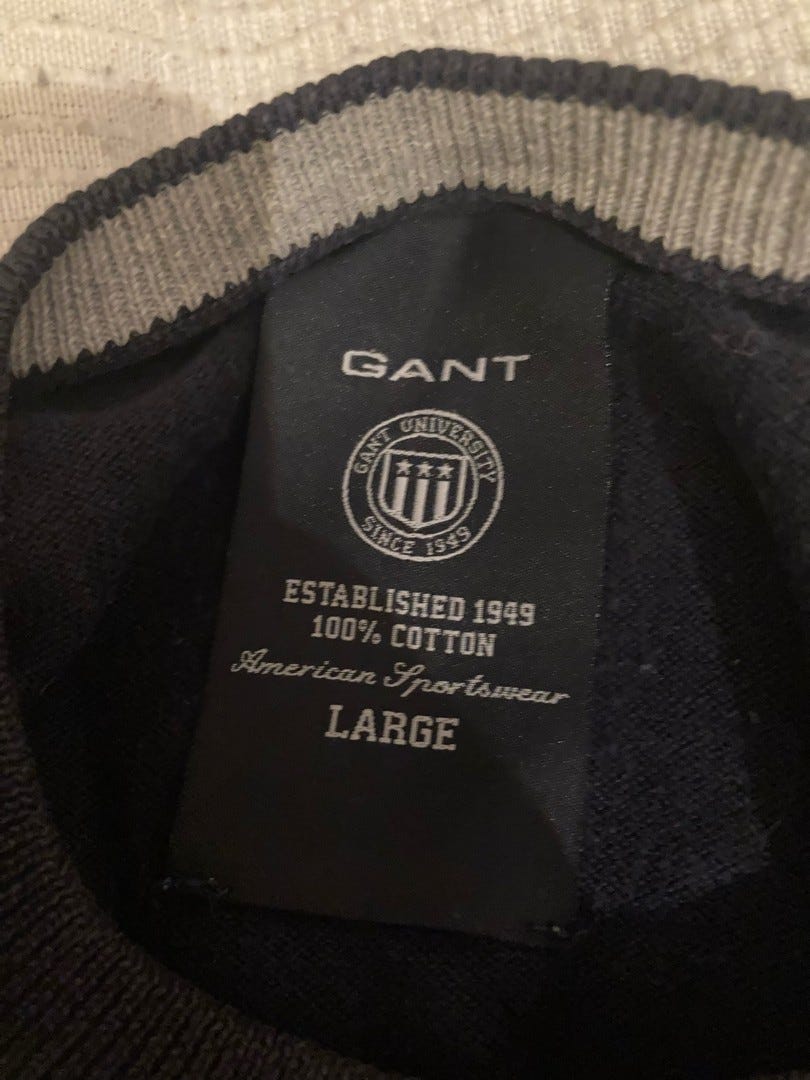 GANT
GANT UNIVERSITY
SINCE 1949
ESTABLISHED 1949
100% COTTON
American Sportswear
LARGE